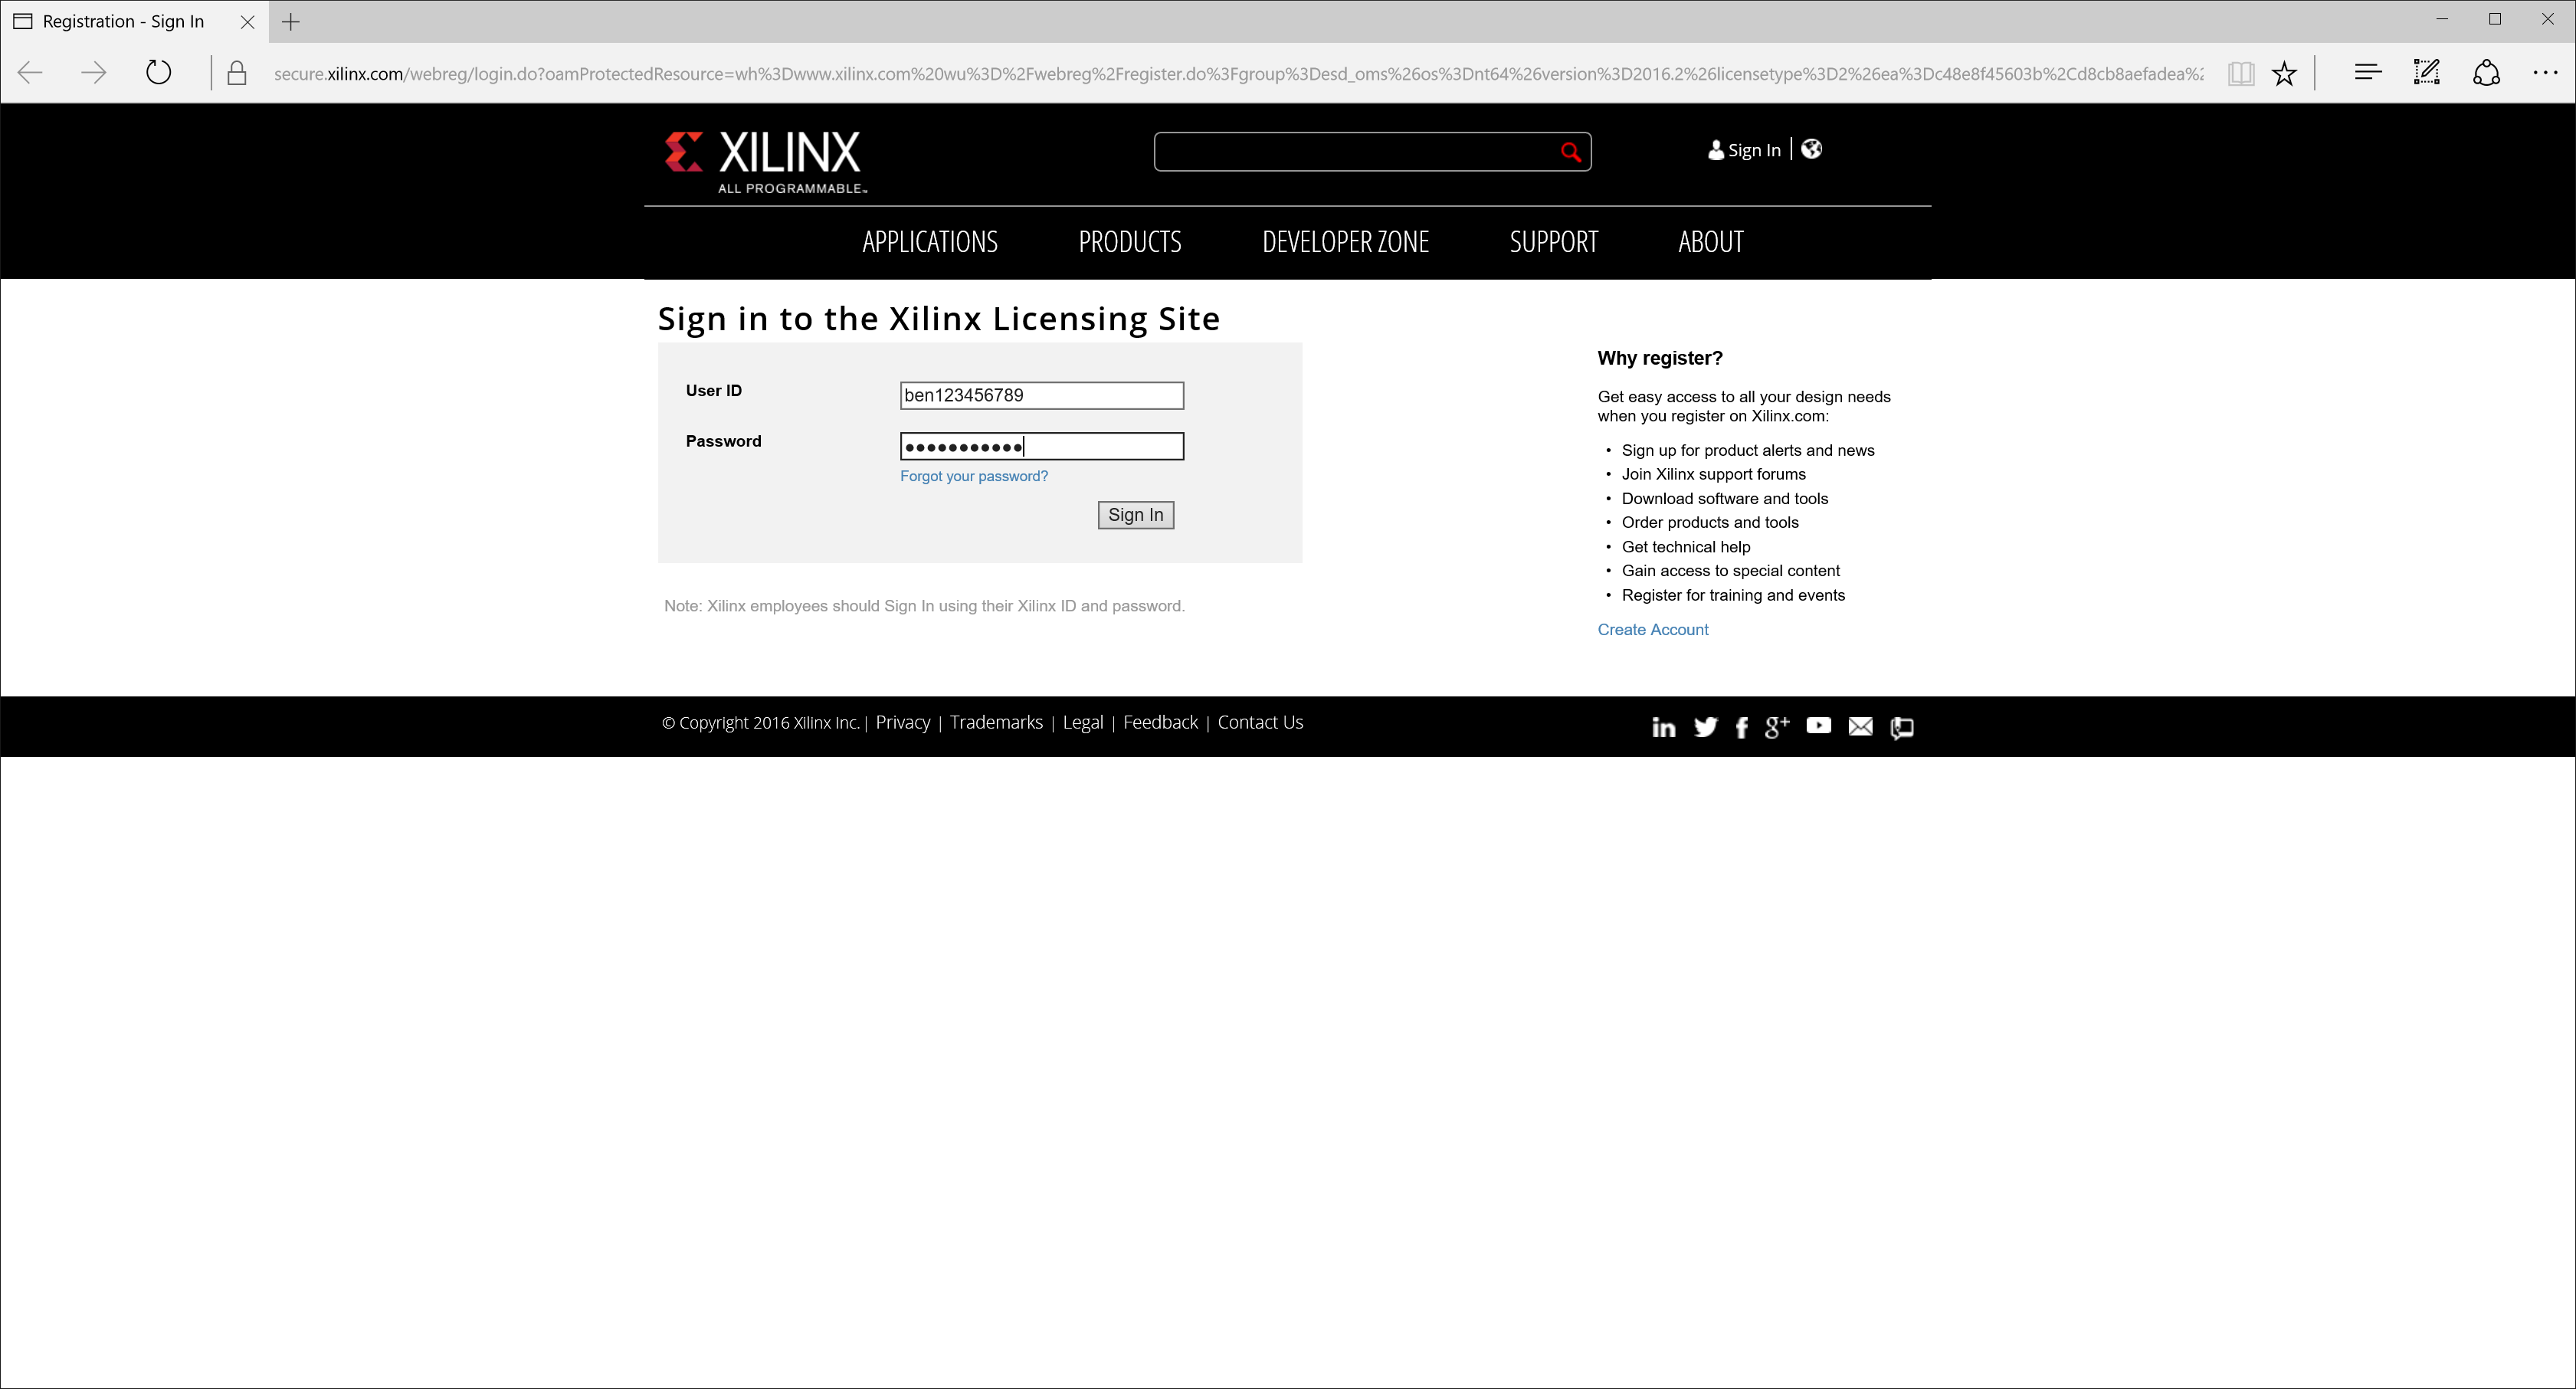 Registration - Sign In
secure.xilinx.com/webreg/login.do?oamProtectedResource=wh%3Dwww.xilinx.com%20wu%3D%2Fwebreg%2Fregister.do%3Fgroup%3Desd_oms%26os%3Dnt64%26version%3D2016.2%26licensetype%3D2%26ea%3Dc48e8f45603b%2Cd8cb8aefadea%2
XILINX
ALL PROGRAMMABLE™
Sign In
APPLICATIONS PRODUCTS DEVELOPER ZONE SUPPORT ABOUT
Sign in to the Xilinx Licensing Site
User ID ben123456789
Password •••••••••••
Forgot your password?
Sign In
Note: Xilinx employees should Sign In using their Xilinx ID and password.
Why register?
Get easy access to all your design needs
when you register on Xilinx.com:
• Sign up for product alerts and news
• Join Xilinx support forums
• Download software and tools
• Order products and tools
• Get technical help
• Gain access to special content
• Register for training and events
Create Account
© Copyright 2016 Xilinx Inc. | Privacy | Trademarks | Legal | Feedback | Contact Us